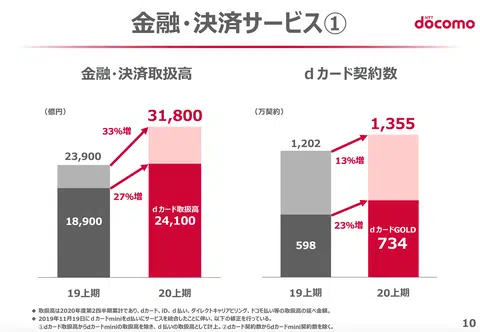 金融・決済サービス①
NTT
docomo
金融・決済取扱高
dカード契約数
（億円）
（万契約）
31,800
33%増
23,900
27%増
18,900
dカード取扱高
24,100
19上期
20上期
1,355
1,202
13%増
23%増
dカードGOLD
598
734
19上期
20上期
◆ 取扱高は2020年度第2四半期累計であり、dカード、iD、d払い、ダイレクトキャリアビリング、ドコモ払い等の取扱高の延べ金額。
◆ 2019年11月19日にdカードminiをd払いにサービスを統合したことに伴い、以下の修正を行っている。
①dカード取扱高からdカードminiの取扱高を除き、d払いの取扱高として計上。②dカード契約数からdカードmini契約数を除く。
10